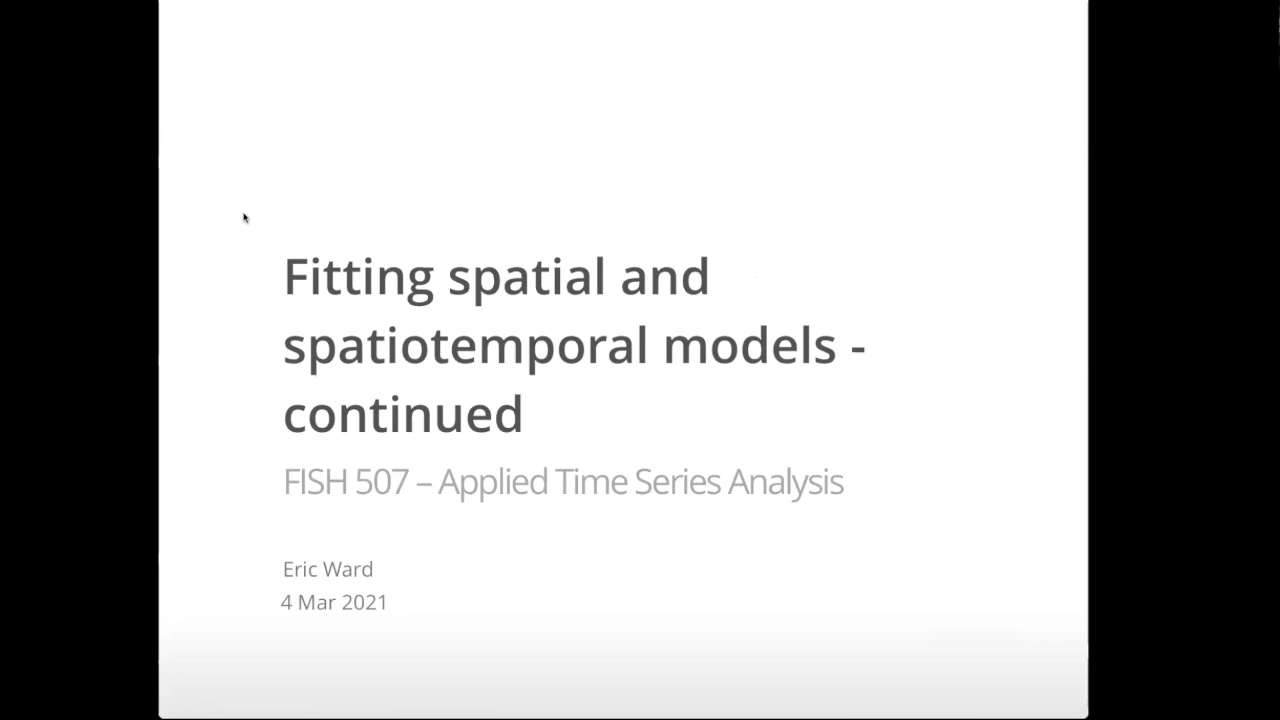 Fitting spatial and
spatiotemporal models -
continued
FISH 507 – Applied Time Series Analysis
Eric Ward
4 Mar 2021